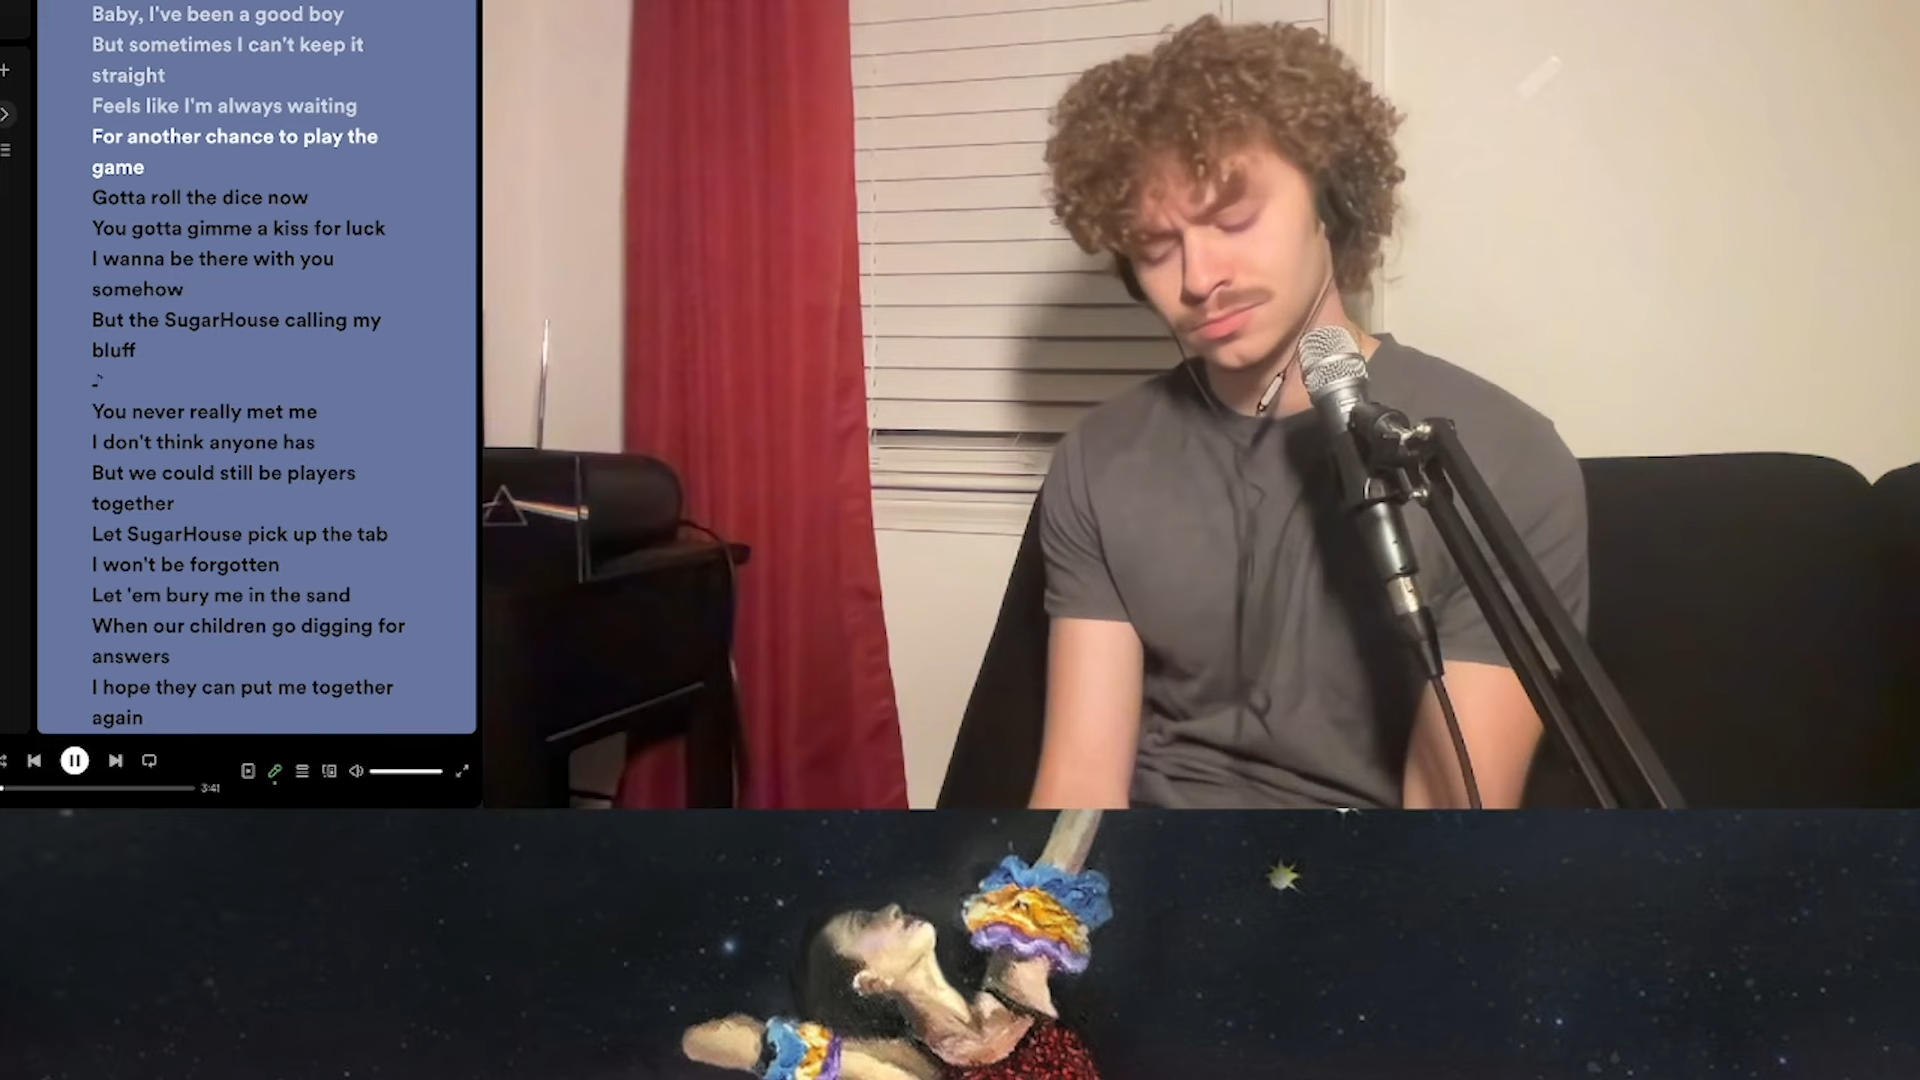 Baby, I've been a good boy
But sometimes I can't keep it
straight
Feels like I'm always waiting
For another chance to play the
game
Gotta roll the dice now
You gotta gimme a kiss for luck
I wanna be there with you
somehow
But the SugarHouse calling my
bluff
♪
You never really met me
I don't think anyone has
But we could still be players
together
Let SugarHouse pick up the tab
I won't be forgotten
Let 'em bury me in the sand
When our children go digging for
answers
I hope they can put me together
again
3:41